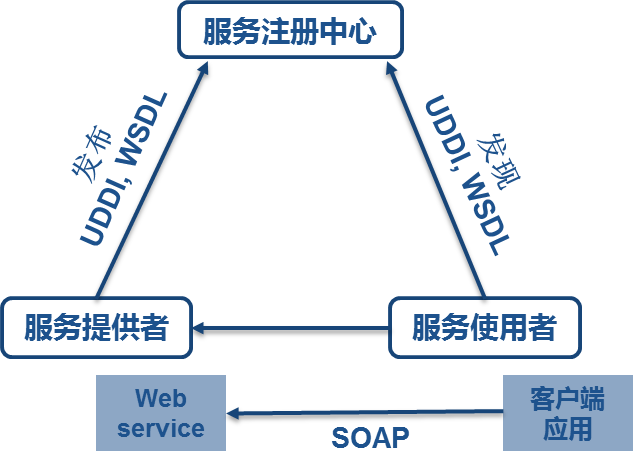 服务注册中心
发布
UDDI, WSDL
发现
UDDI, WSDL
服务提供者
服务使用者
Web
service
客户端
应用
SOAP